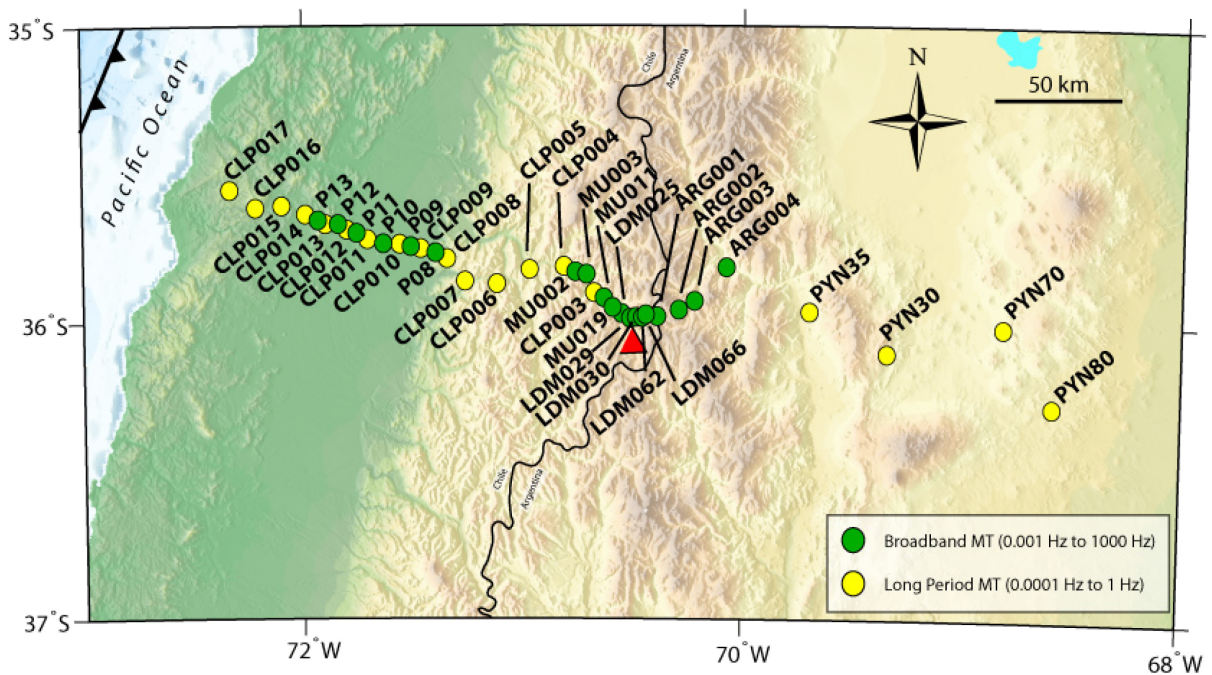 35°S
36°S
37°S
72°W
70°W
68°W
Pacific Ocean
Chile
Argentina
N
50 km
CLP017
CLP016
P13
P12
P11
P10
P09
CLP009
CLP008
CLP005
CLP004
MU003
MU011
LDM025
ARG001
ARG002
ARG003
ARG004
CLP015
CLP014
CLP013
CLP012
CLP011
CLP010
P08
CLP007
CLP006
MU002
CLP003
MU019
LDM029
LDM030
LDM062
LDM066
PYN35
PYN30
PYN70
PYN80
Chile
Argentina
Broadband MT (0.001 Hz to 1000 Hz)
Long Period MT (0.0001 Hz to 1 Hz)